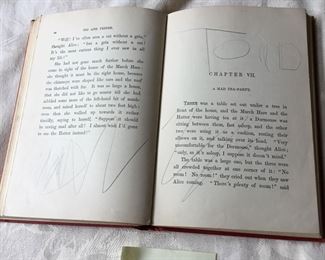 PIG AND PEPPER.
"Well! I've often seen a cat without a grin,"
thought Alice; "but a grin without a cat!
It's the most curious thing I ever saw in all
my life!"
She had not gone much farther before she
came in sight of the house of the March Hare:
she thought it must be the right house, because
the chimneys were shaped like ears and the roof
was thatched with fur. It was so large a house,
that she did not like to go nearer till she had
nibbled some more of the left-hand bit of mush-
room, and raised herself to about two feet high:
even then she walked up towards it rather
timidly, saying to herself, "Suppose it should
be raving mad after all! I almost wish I'd gone
to see the Hatter instead!"
CHAPTER VII.
A MAD TEA-PARTY.
THERE was a table set out under a tree in
front of the house, and the March Hare and the
Hatter were having tea at it: a Dormouse was
sitting between them, fast asleep, and the other
two were using it as a cushion, resting their
elbows on it, and talking over its head. "Very
uncomfortable for the Dormouse," thought Alice;
"only, as it's asleep, I suppose it doesn't mind."
The table was a large one, but the three were
all crowded together at one corner of it: "No
room! No room!" they cried out when they saw
Alice coming. "There's plenty of room!" said